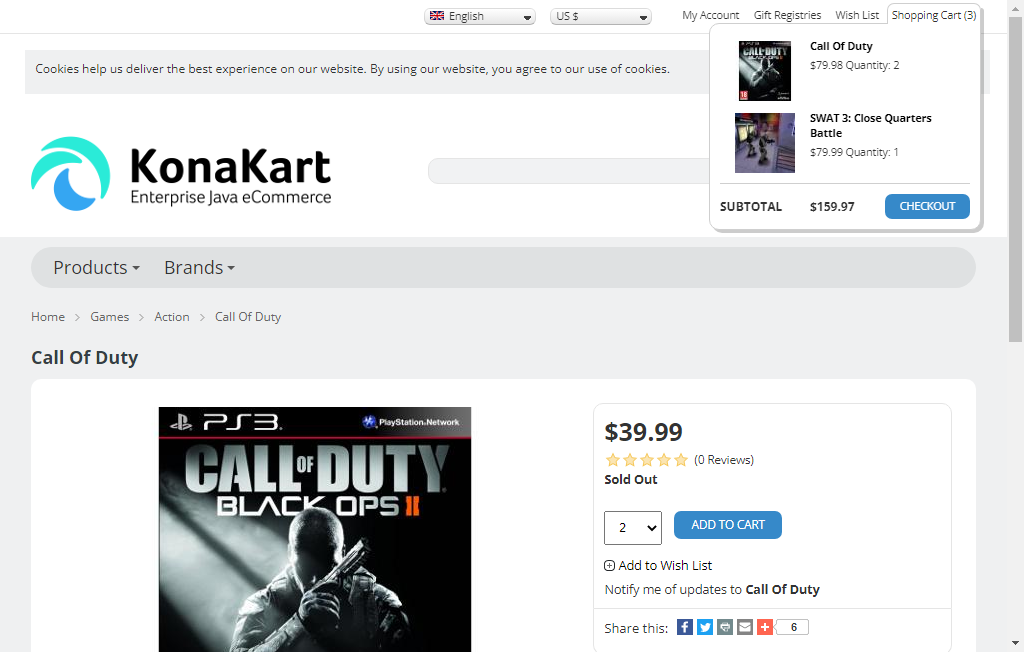 English
US $
My Account
Gift Registries
Wish List
Shopping Cart (3)
Call Of Duty
$79.98 Quantity: 2
SWAT 3: Close Quarters
Battle
$79.99 Quantity: 1
SUBTOTAL
$159.97
CHECKOUT
Cookies help us deliver the best experience on our website. By using our website, you agree to our use of cookies.
KonaKart
Enterprise Java eCommerce
Products
Brands
Home
Games
Action
Call Of Duty
Call Of Duty
PS3
PlayStation Network
CALL OF DUTY
BLACK OPS II
$39.99
(0 Reviews)
Sold Out
2
ADD TO CART
Add to Wish List
Notify me of updates to Call Of Duty
Share this:
6